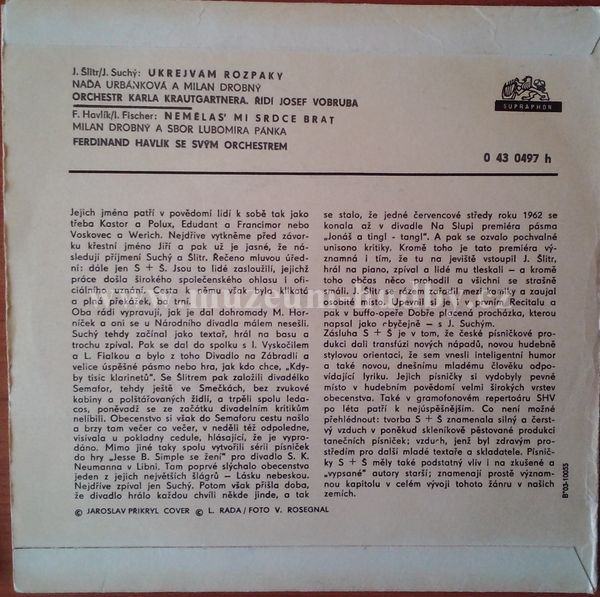 J. Šlitr/J. Suchý: UKREJVAM ROZPAKY
NAĎA URBÁNKOVÁ A MILAN DROBNÝ
ORCHESTR KARLA KRAUTGARTNERA. ŘÍDÍ JOSEF VOBRUBA
F. Havlík/I. Fischer: NEMĚLAS' MI SRDCE BRÁT
MILAN DROBNÝ A SBOR LUBOMÍRA PÁNKA
FERDINAND HAVLÍK SE SVÝM ORCHESTREM
SUPRAPHON
0 43 0497 h
Jejich jména patří v povědomí lidí k sobě tak jako
třeba Kastor a Polux, Edudant a Francimor nebo
Voskovec a Werich. Nejdříve vytkněme před závor-
ku křestní jméno Jiří a pak už je jasné, že ná-
sledují příjmení Suchý a Šlitr. Řečeno mluvou úřed-
ní: dále jen S + Š. Jsou to lidé zasloužilí, jejichž
práce došla širokého společenského ohlasu i ofi-
ciálního uznání. Cesta k úspěchu byla klikatá
a plná překážek, byla to
Oba rádi vypravují, jak je dal dohromady M. Hor-
níček a oni se u Národního divadla málem nesešli.
Suchý tehdy začínal jako textař, hrál na basu a
trochu zpíval. Pak se dal do spolku s I. Vyskočilem
a L. Fialkou a bylo z toho Divadlo Na Zábradlí a
velice úspěšné pásmo nebo hra, jak kdo chce, „Kdy-
by tisíc klarinetů". Se Šlitrem pak založili divadélko
Semafor, tehdy ještě ve Smečkách, bez zvukové
kabiny a polštářovaných židlí, a trpěli spolu leda-
cos, poněvadž se ze začátku divadelním kritikům
nelíbili. Obecenstvo si však do Semaforu cestu našlo
a brzy tam večer co večer, v neděli též odpoledne,
visívala u pokladny cedule, hlásající, že je vypro-
dáno. Mimo jiné taky spolu vytvořili sérii písniček
do hry „Jesse B. Simple se žení" pro divadlo S. K.
Neumanna v Libni. Tam poprvé slýchalo obecenstvo
jeden z jejich největších šlágrů — Lásku nebeskou.
Nejdříve zpíval jen Suchý. Potom však přišla doba,
že divadlo hrálo každou chvíli někde jinde, a tak
se stalo, že jedné červencové středy roku 1962 se
konala až v divadle Na Slupi premiéra pásma
„Jonáš a tingl - tangl". A pak se ozvalo pochvalné
unisono kritiky. Kromě toho je tato premiéra vý-
znamná i tím, že tu na jeviště vstoupil J. Šlitr,
hrál na piano, zpíval a lidé mu tleskali — a kromě
toho občas něco prohodil a všichni se strašně
smáli. J. Šlitr se rázem zařadil mezi komiky a zaujal
osobité místo. Upevnil si je v Recitalu a
pak v buffo-opeře Dobře placená procházka, kterou
napsal jako obyčejně — s J. Suchým.
Zásluha S + Š je v tom, že české písničkové pro-
dukci dali transfúzi nových nápadů, novou hudebně
stylovou orientaci, že sem vnesli inteligentní humor
a také novou, dnešnímu mladému člověku odpo-
vídající lyriku. Jejich písničky si vydobyly pevné
místo v hudebním povědomí velmi širokých vrstev
obecenstva. Také v gramofonovém repertoáru SHV
po léta patří k nejúspěšnějším. Co není možné
přehlédnout: tvorba S + Š znamenala silný a čerst-
vý vzduch v poněkud skleníkově pěstované produkci
tanečních písniček; vzduch, jenž byl zdravým pro-
středím pro další mladé textaře a skladatele. Písnič-
ky S + Š měly také podstatný vliv i na zkušené a
„vypsané" autory starší; znamenají prostě význam-
nou kapitolu v celém vývoji tohoto žánru v našich
zemích.
© JAROSLAV PŘIKRYL COVER © L. RADA/FOTO V. ROSEGNAL
B*03-10035